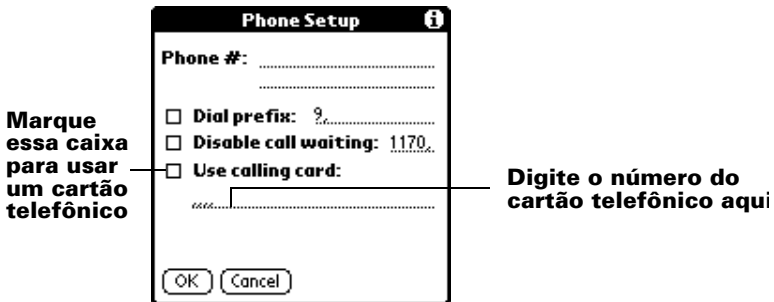 Phone Setup i
Phone #:
Dial prefix: 9,
Disable call waiting: 1170,
Use calling card:
,,,,
OK Cancel
Marque
essa caixa
para usar
um cartão
telefônico
Digite o número do
cartão telefônico aqui